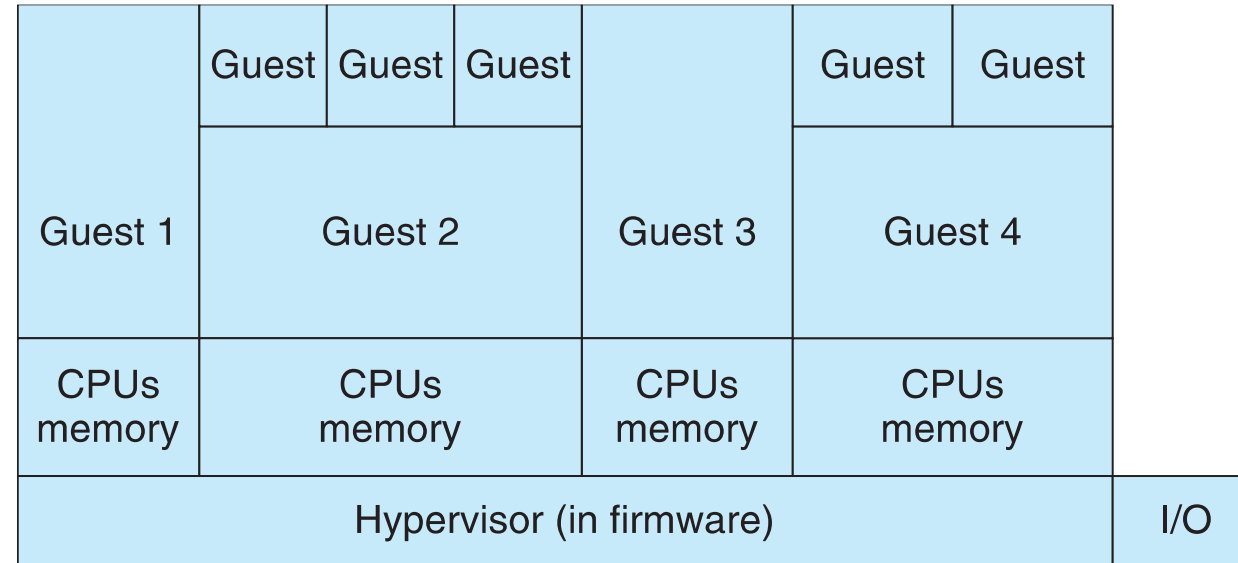 Guest Guest Guest Guest Guest
Guest 1 Guest 2 Guest 3 Guest 4
CPUs CPUs CPUs CPUs
memory memory memory memory
Hypervisor (in firmware) I/O